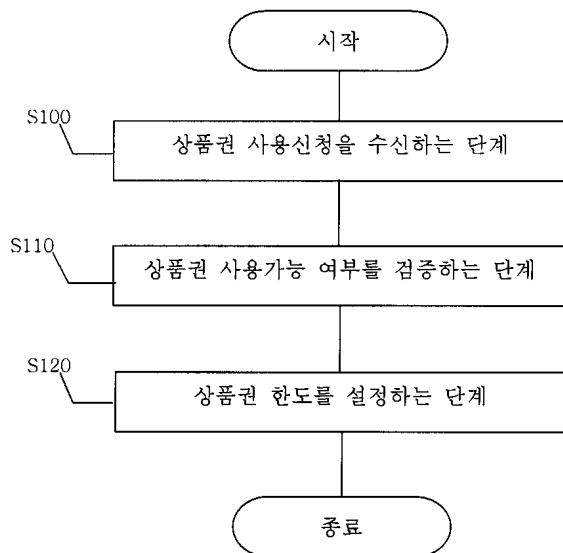 시작
S100
상품권 사용신청을 수신하는 단계
S110
상품권 사용가능 여부를 검증하는 단계
S120
상품권 한도를 설정하는 단계
종료